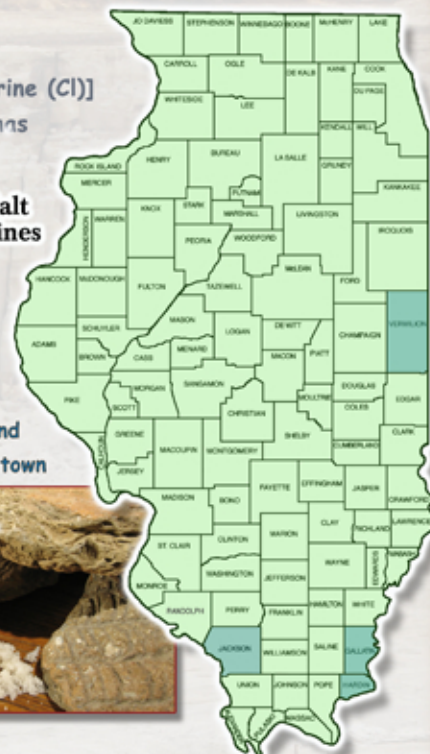 rine (Cl)]
nas
alt
ines
nd
town
JO DAVIESS STEPHENSON WINNEBAGO BOONE McHENRY LAKE
CARROLL OGLE DE KALB KANE COOK
DU PAGE
WHITESIDE LEE
KENDALL WILL
ROCK ISLAND HENRY BUREAU LA SALLE GRUNDY
MERCER
KANKAKEE
PUTNAM
HENDERSON WARREN KNOX STARK MARSHALL LIVINGSTON
PEORIA WOODFORD IROQUOIS
HANCOCK McDONOUGH FULTON TAZEWELL McLEAN FORD
MASON
SCHUYLER LOGAN DE WITT CHAMPAIGN VERMILION
ADAMS BROWN CASS MENARD MACON PIATT
PIKE SCOTT MORGAN SANGAMON MOULTRIE DOUGLAS EDGAR
CHRISTIAN COLES
CALHOUN GREENE MACOUPIN MONTGOMERY SHELBY CUMBERLAND CLARK
JERSEY
MADISON BOND FAYETTE EFFINGHAM JASPER CRAWFORD
ST. CLAIR CLINTON MARION CLAY RICHLAND LAWRENCE
MONROE WASHINGTON JEFFERSON WAYNE EDWARDS WABASH
RANDOLPH PERRY FRANKLIN HAMILTON WHITE
JACKSON WILLIAMSON SALINE GALLATIN
UNION JOHNSON POPE HARDIN
PULASKI MASSAC